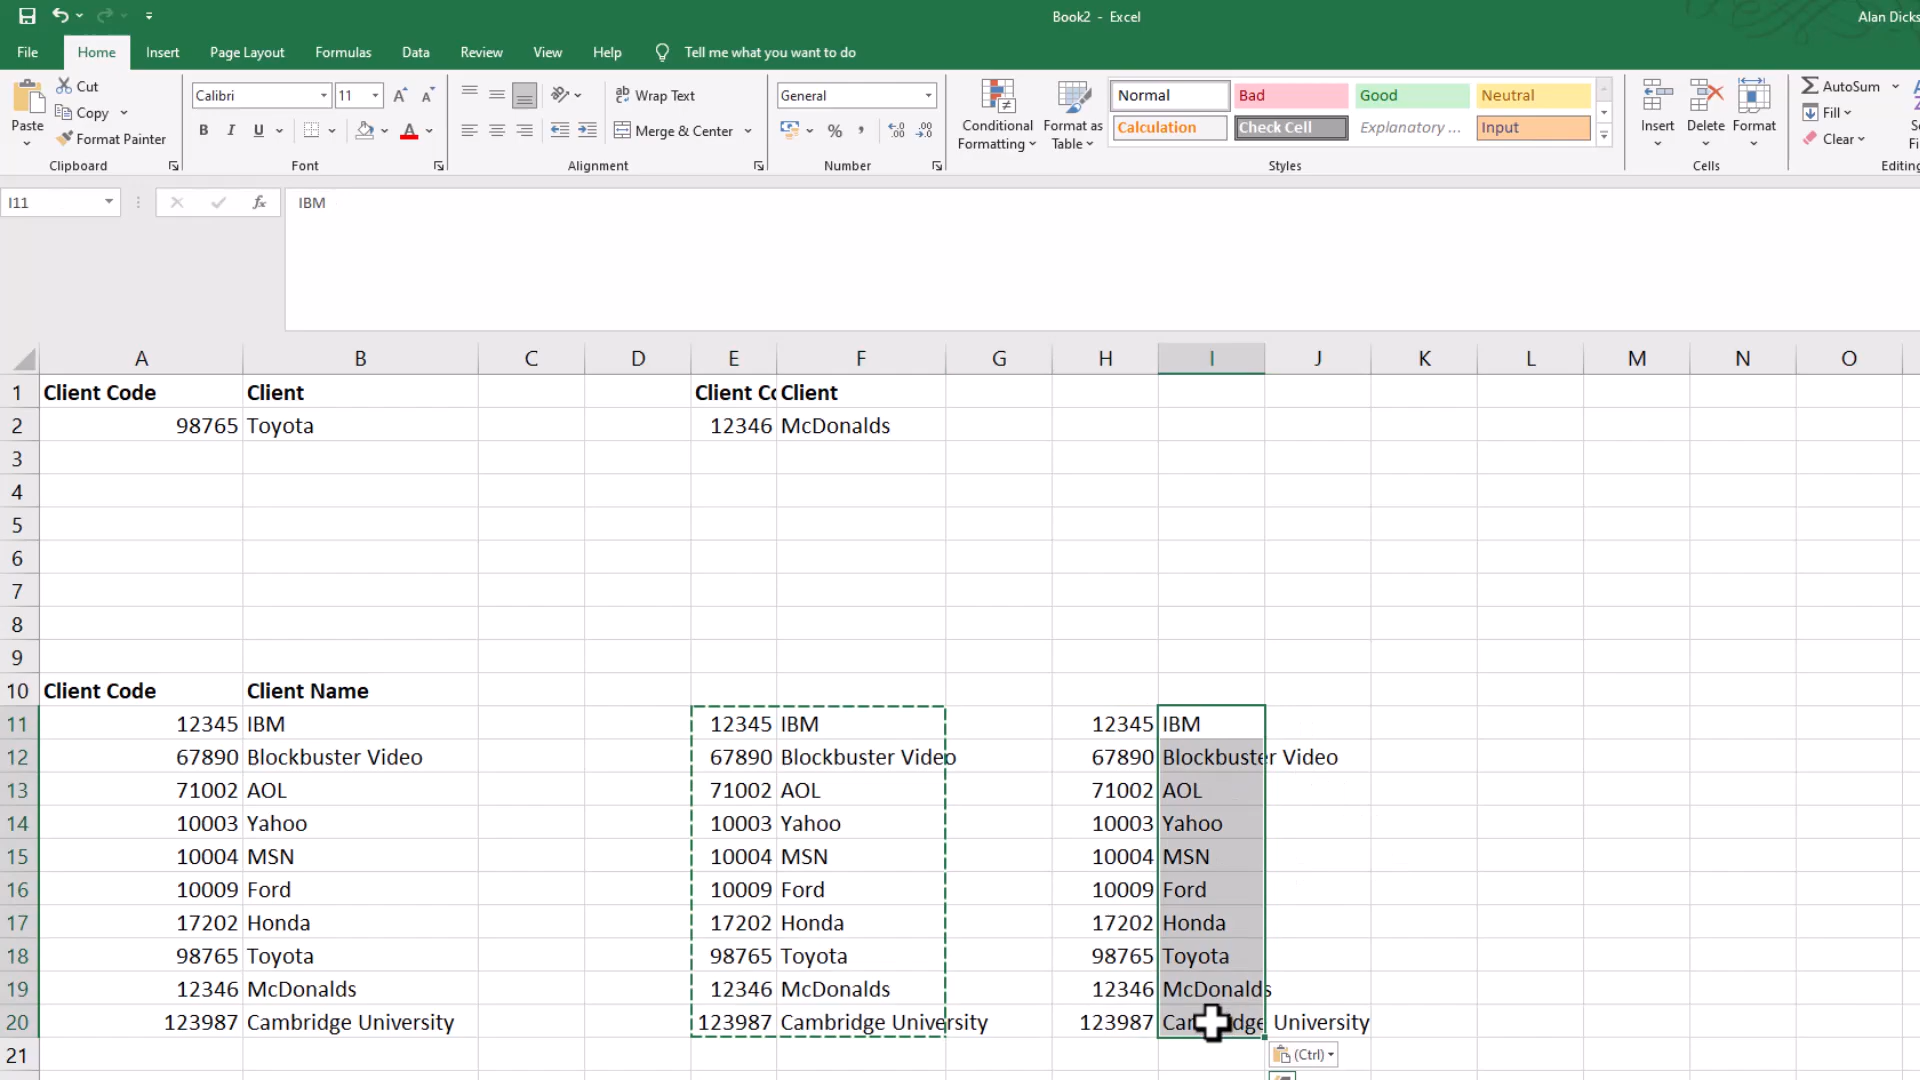 Book2 - Excel
Alan Dicks
File Home Insert Page Layout Formulas Data Review View Help Tell me what you want to do
Paste
Cut
Copy
Format Painter
Clipboard
Calibri 11
B I U
Font
Wrap Text
Merge & Center
Alignment
General
%
Number
Conditional Formatting
Format as Table
Normal Bad Good Neutral
Calculation Check Cell Explanatory ... Input
Styles
Insert Delete Format
Cells
AutoSum
Fill
Clear
Editing
I11 fx IBM
A B C D E F G H I J K L M N O
1 Client Code Client Client Co Client
2 98765 Toyota 12346 McDonalds
3
4
5
6
7
8
9
10 Client Code Client Name
11 12345 IBM 12345 IBM 12345 IBM
12 67890 Blockbuster Video 67890 Blockbuster Video 67890 Blockbuster Video
13 71002 AOL 71002 AOL 71002 AOL
14 10003 Yahoo 10003 Yahoo 10003 Yahoo
15 10004 MSN 10004 MSN 10004 MSN
16 10009 Ford 10009 Ford 10009 Ford
17 17202 Honda 17202 Honda 17202 Honda
18 98765 Toyota 98765 Toyota 98765 Toyota
19 12346 McDonalds 12346 McDonalds 12346 McDonalds
20 123987 Cambridge University 123987 Cambridge University 123987 Cambridge University
21
(Ctrl)